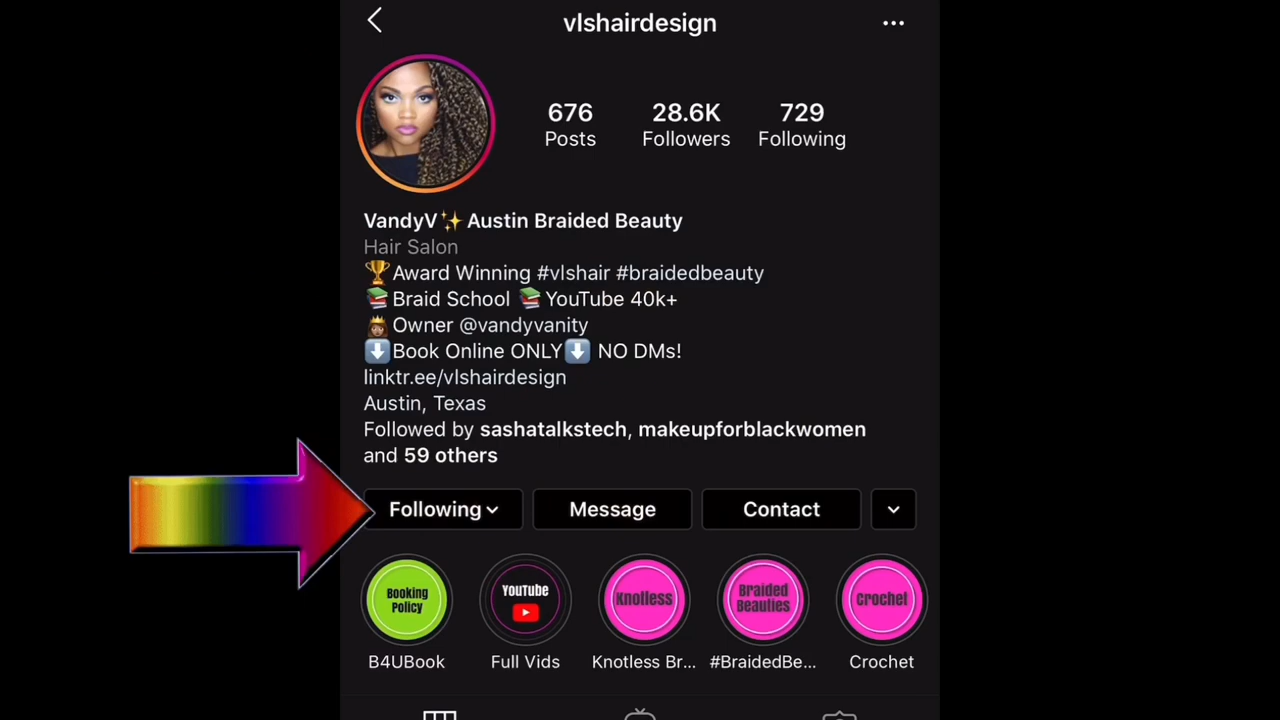 vlshairdesign
676 28.6K 729
Posts Followers Following
VandyV✨Austin Braided Beauty
Hair Salon
🏆Award Winning #vlshair #braidedbeauty
📚Braid School 📚YouTube 40k+
👸🏽Owner @vandyvanity
⬇️Book Online ONLY⬇️ NO DMs!
linktr.ee/vlshairdesign
Austin, Texas
Followed by sashatalkstech, makeupforblackwomen
and 59 others
Following Message Contact
Booking Policy
YouTube
Knotless
Braided Beauties
Crochet
B4UBook Full Vids Knotless Br... #BraidedBe... Crochet